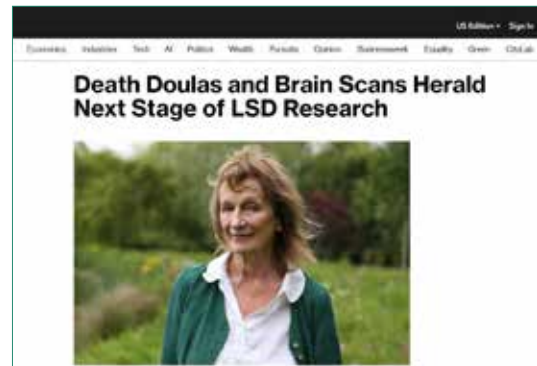 US Edition Sign In
Economics Industries Tech AI Politics Wealth Pursuits Opinion Businessweek Equality Green CityLab
Death Doulas and Brain Scans Herald
Next Stage of LSD Research